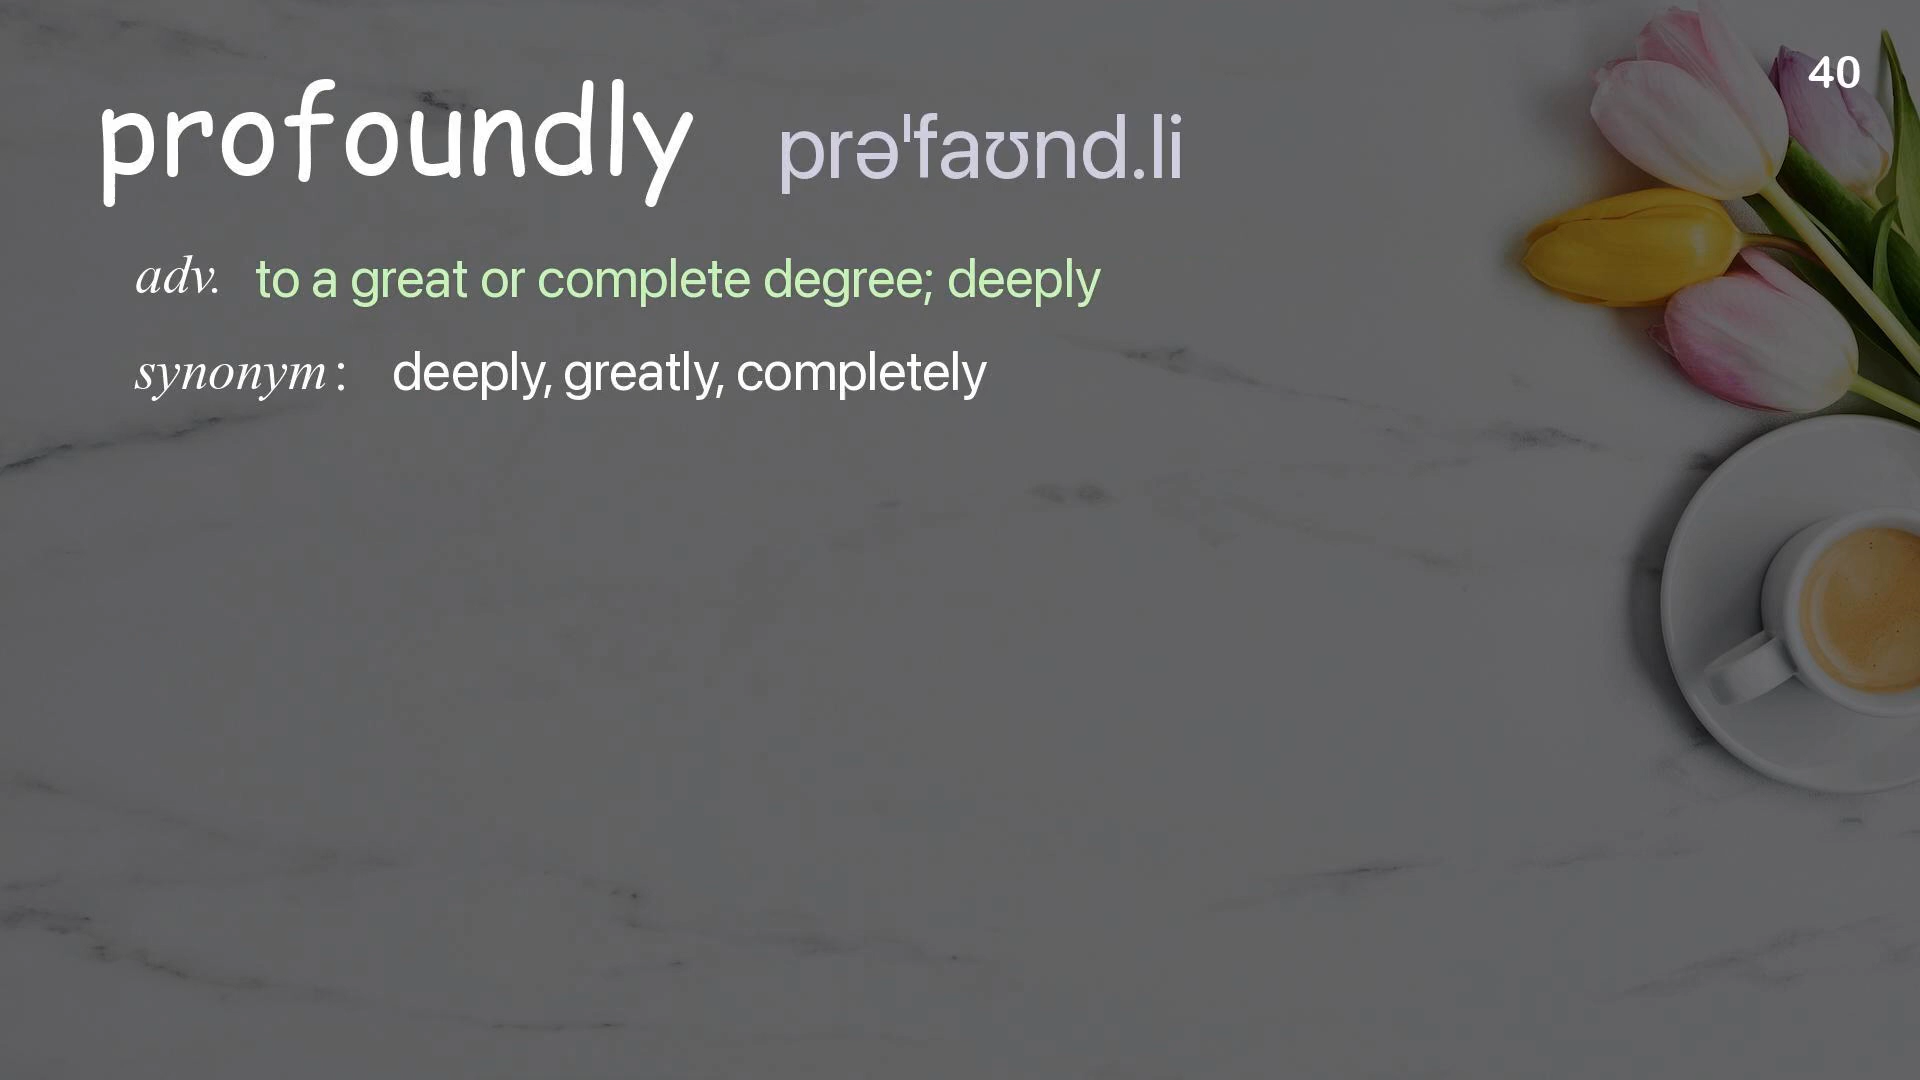 40
profoundly prəˈfaʊnd.li
adv. to a great or complete degree; deeply
synonym : deeply, greatly, completely